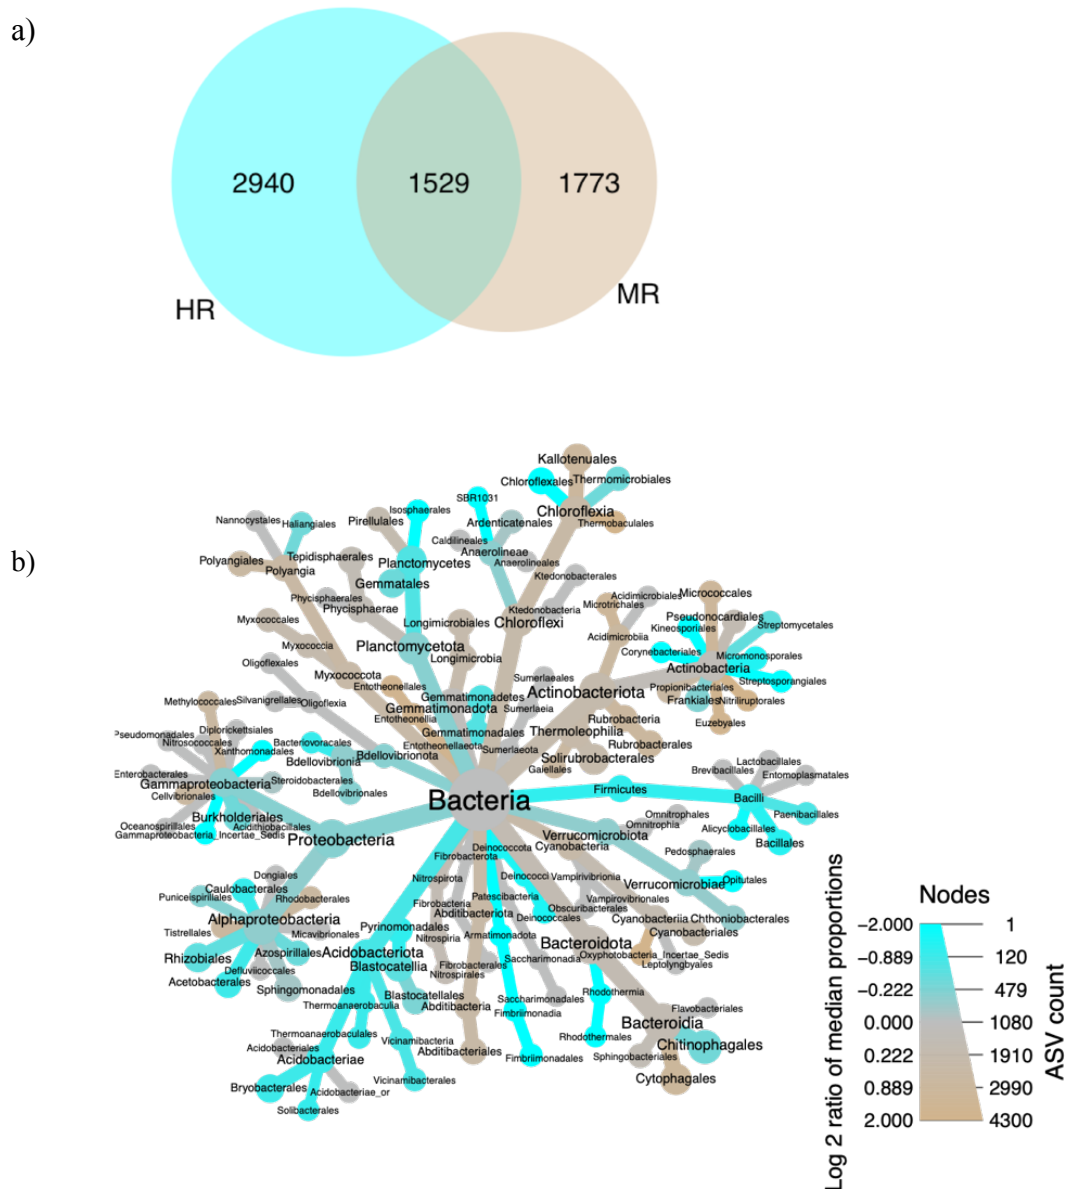 a)
2940
1529
1773
HR
MR
b)
Kallotenuales
Chloroflexales
Thermomicrobiales
SBR1031
Isosphaerales
Chloroflexia
Nannocystales
Haliangiales
Pirellulales
Ardenticatenales
Thermobaculales
Caldilineales
Polyangiales
Tepidisphaerales
Planctomycetes
Anaerolineae
Anaerolineales
Polyangia
Gemmatales
Ktedonobacterales
Phycisphaerales
Phycisphaerae
Ktedonobacteria
Acidimicrobiales
Micrococcales
Microtrichales
Myxococcales
Longimicrobiales
Chloroflexi
Pseudonocardiales
Kineosporiales
Streptomycetales
Acidimicrobiia
Myxococcia
Planctomycetota
Longimicrobia
Corynebacteriales
Micromonosporales
Oligoflexales
Actinobacteria
Myxococcota
Sumerlaeales
Streptosporangiales
Entotheonellales
Gemmatimonadetes
Actinobacteriota
Propionibacteriales
Methylococcales
Silvanigrellales
Oligoflexia
Gemmatimonadota
Sumerlaeia
Frankiales
Nitriliruptorales
Entotheonellia
Rubrobacteria
Euzebyales
Pseudomonadales
Diplorickettsiales
Gemmatimonadales
Thermoleophilia
Nitrosococcales
Bacteriovoracales
Entotheonellaeota
Sumerlaeota
Rubrobacterales
Xanthomonadales
Bdellovibrionia
Bdellovibrionota
Solirubrobacterales
Gaiellales
Enterobacterales
Steroidobacterales
Lactobacillales
Brevibacillales
Entomoplasmatales
Gammaproteobacteria
Bdellovibrionales
Firmicutes
Cellvibrionales
Bacteria
Bacilli
Burkholderiales
Omnitrophales
Paenibacillales
Oceanospirillales
Acidithiobacillales
Omnitrophia
Alicyclobacillales
Gammaproteobacteria_Incertae_Sedis
Proteobacteria
Verrucomicrobiota
Bacillales
Deinococcota
Cyanobacteria
Fibrobacterota
Pedosphaerales
Dongiales
Nitrospirota
Deinococci
Vampirivibrionia
Caulobacterales
Verrucomicrobiae
Opitutales
Puniceispirillales
Rhodobacterales
Fibrobacteria
Patescibacteria
Vampirovibrionales
Abditibacteriota
Obscuribacterales
Alphaproteobacteria
Deinococcales
Cyanobacteriia
Chthoniobacterales
Tistrellales
Micavibrionales
Pyrinomonadales
Nitrospiria
Armatimonadota
Cyanobacteriales
Azospirillales
Acidobacteriota
Bacteroidota
Rhizobiales
Blastocatellia
Fibrobacterales
Saccharimonadia
Oxyphotobacteria_Incertae_Sedis
Defluviicoccales
Nitrospirales
Leptolyngbyales
Acetobacterales
Sphingomonadales
Blastocatellales
Saccharimonadales
Rhodothermia
Thermoanaerobaculia
Abditibacteria
Fimbriimonadia
Flavobacteriales
Bacteroidia
Thermoanaerobaculales
Vicinamibacteria
Rhodothermales
Chitinophagales
Acidobacteriales
Abditibacteriales
Fimbriimonadales
Sphingobacteriales
Acidobacteriae
Vicinamibacterales
Cytophagales
Bryobacterales
Acidobacteriae_or
Solibacterales
Log 2 ratio of median proportions
Nodes
-2.000 1
-0.889 120
-0.222 479
0.000 1080
0.222 1910
0.889 2990
2.000 4300
ASV count